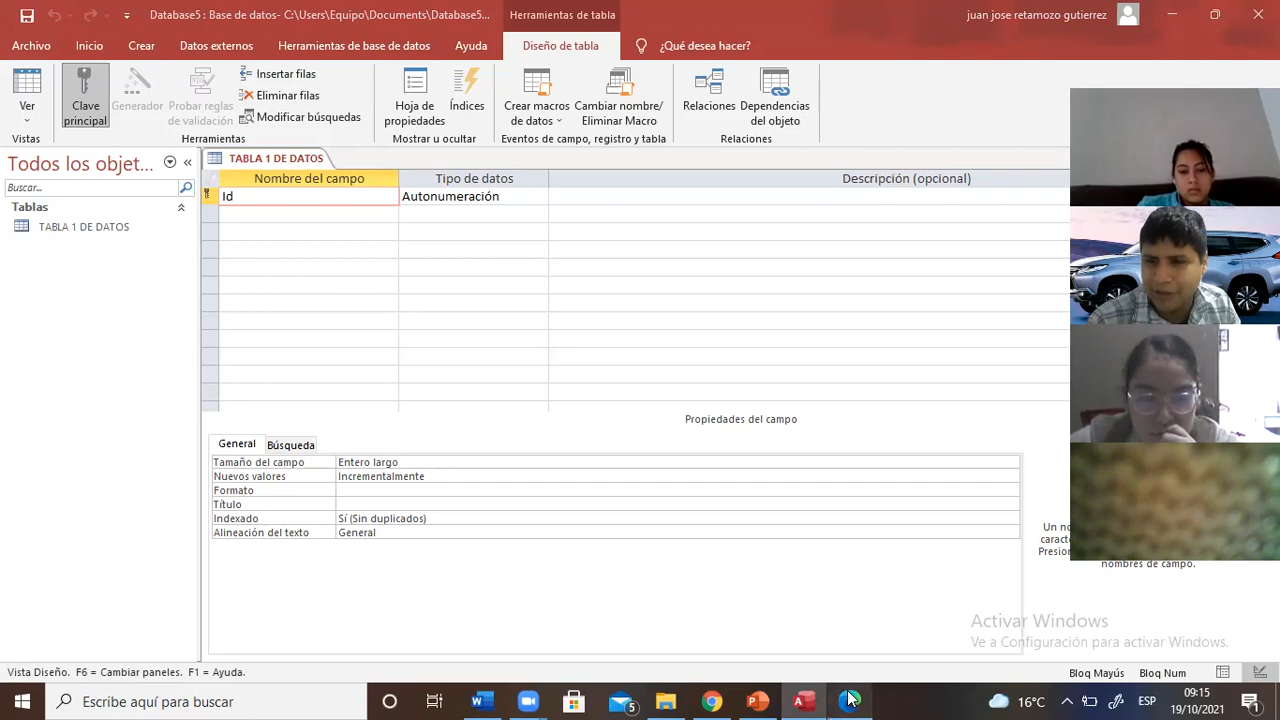 Database5 : Base de datos- C:\Users\Equipo\Documents\Database5...
Herramientas de tabla
juan jose retamozo gutierrez
Archivo
Inicio
Crear
Datos externos
Herramientas de base de datos
Ayuda
Diseño de tabla
¿Qué desea hacer?
Ver
Vistas
Clave
principal
Generador
Probar reglas
de validación
Insertar filas
Eliminar filas
Modificar búsquedas
Herramientas
Hoja de
propiedades
Índices
Mostrar u ocultar
Crear macros
de datos
Cambiar nombre/
Eliminar Macro
Eventos de campo, registro y tabla
Relaciones
Dependencias
del objeto
Relaciones
Todos los objet...
Buscar...
Tablas
TABLA 1 DE DATOS
TABLA 1 DE DATOS
Nombre del campo
Tipo de datos
Descripción (opcional)
Id
Autonumeración
Propiedades del campo
General
Búsqueda
Tamaño del campo
Entero largo
Nuevos valores
Incrementalmente
Formato
Título
Indexado
Sí (Sin duplicados)
Alineación del texto
General
Un
nombres de campo.
Activar Windows
Ve a Configuración para activar Windows.
Vista Diseño. F6 = Cambiar paneles. F1 = Ayuda.
Bloq Mayús
Bloq Num
Escribe aquí para buscar
5
16°C
ESP
09:15
19/10/2021
1